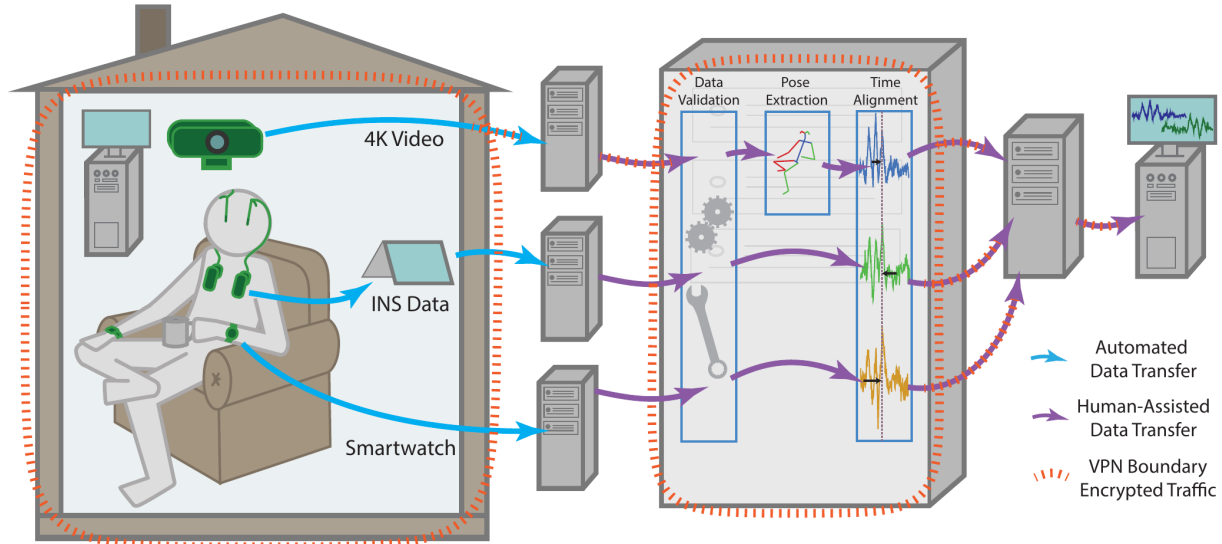 4K Video
INS Data
Smartwatch
Data
Validation
Pose
Extraction
Time
Alignment
Automated
Data Transfer
Human-Assisted
Data Transfer
VPN Boundary
Encrypted Traffic